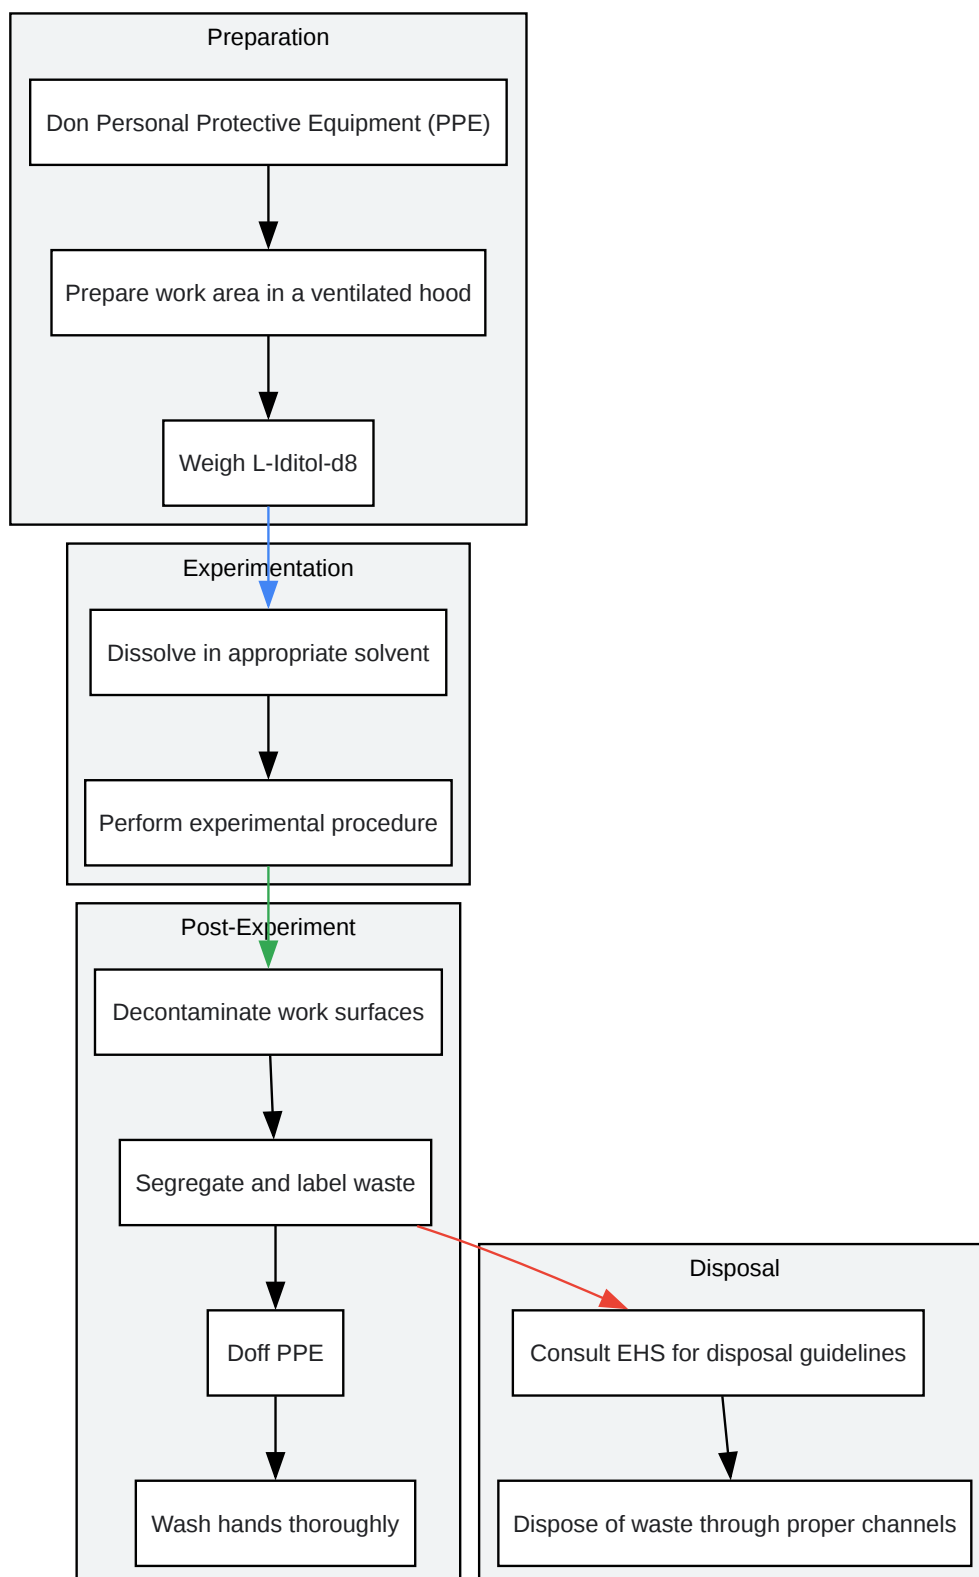 Preparation
Don Personal Protective Equipment (PPE)
Prepare work area in a ventilated hood
Weigh L-Iditol-d8
Experimentation
Dissolve in appropriate solvent
Perform experimental procedure
Post-Experiment
Decontaminate work surfaces
Segregate and label waste
Doff PPE
Wash hands thoroughly
Disposal
Consult EHS for disposal guidelines
Dispose of waste through proper channels